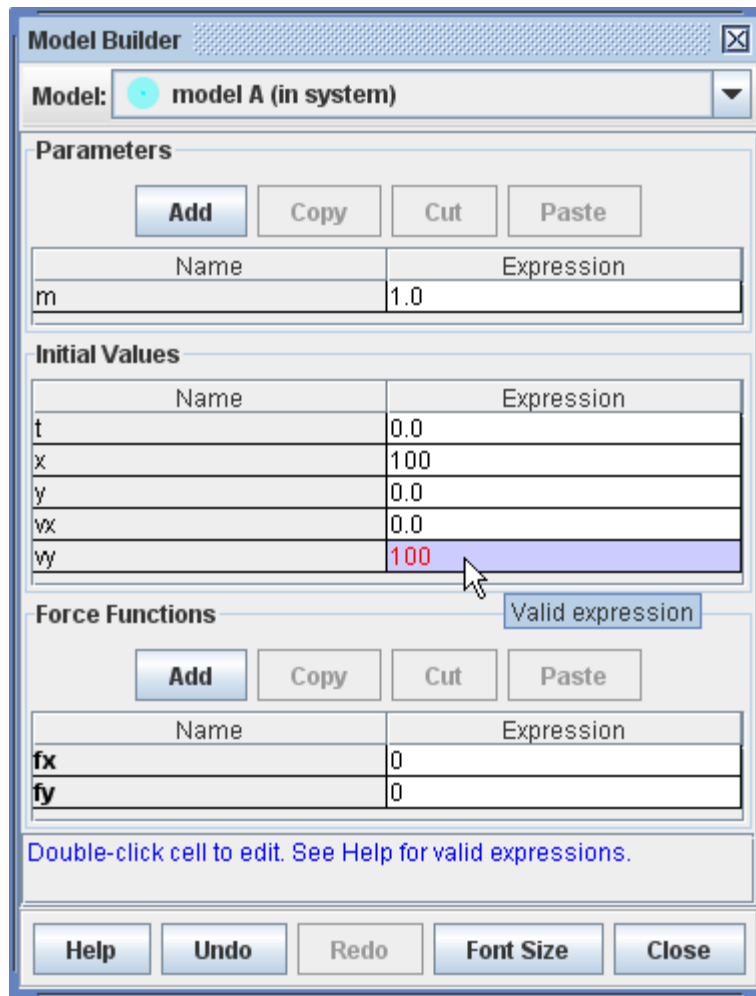 Model Builder
Model: model A (in system)
Parameters
Add Copy Cut Paste
Name Expression
m 1.0
Initial Values
Name Expression
t 0.0
x 100
y 0.0
vx 0.0
vy 100
Valid expression
Force Functions
Add Copy Cut Paste
Name Expression
fx 0
fy 0
Double-click cell to edit. See Help for valid expressions.
Help Undo Redo Font Size Close